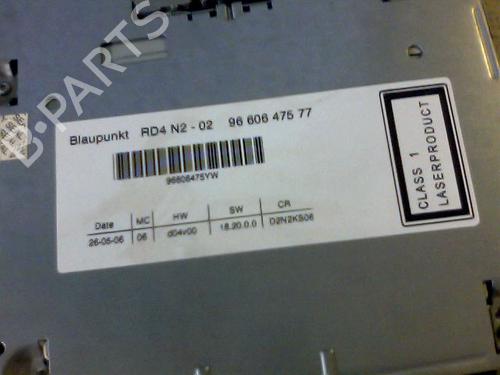 B-PARTS
Blaupunkt RD4 N2 - 02 96 606 475 77
96606475YW
Date MC HW SW CR
26-05-06 06 d04v00 18.20.0.0 D2N2KS06
CLASS 1
LASERPRODUCT